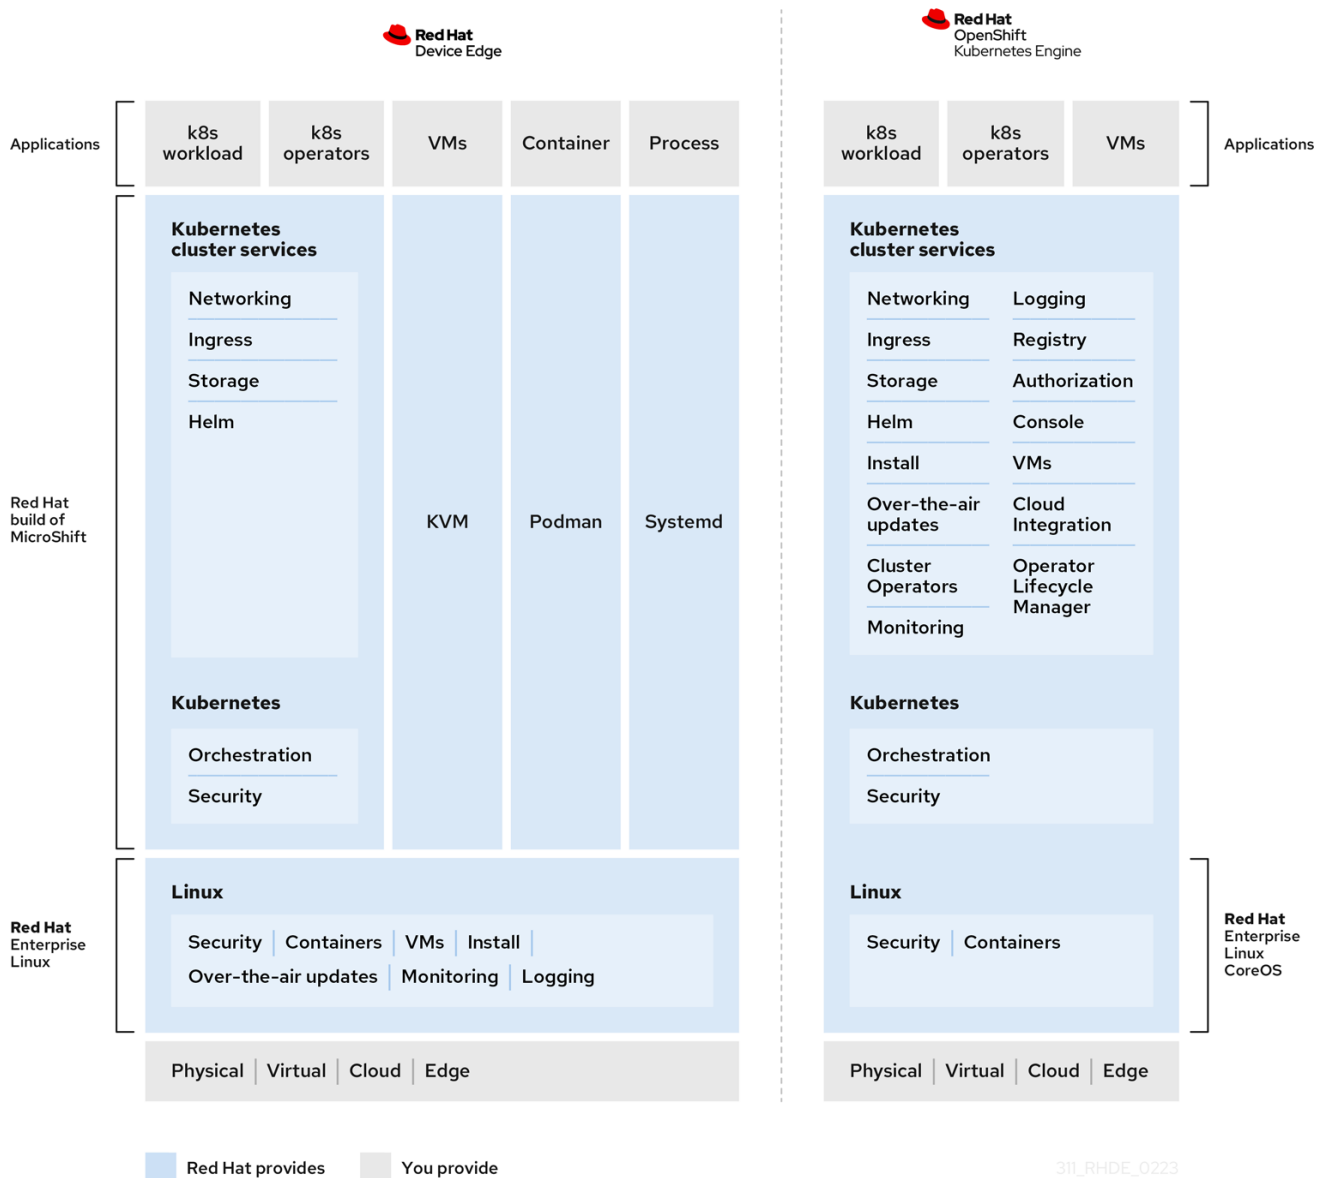 Red Hat
Device Edge
Red Hat
OpenShift
Kubernetes Engine
Applications
k8s
workload
k8s
operators
VMs
Container
Process
k8s
workload
k8s
operators
VMs
Applications
Red Hat
build of
MicroShift
Kubernetes
cluster services
Networking
Ingress
Storage
Helm
Kubernetes
Orchestration
Security
KVM
Podman
Systemd
Kubernetes
cluster services
Networking
Ingress
Storage
Helm
Install
Over-the-air
updates
Cluster
Operators
Monitoring
Logging
Registry
Authorization
Console
VMs
Cloud
Integration
Operator
Lifecycle
Manager
Kubernetes
Orchestration
Security
Red Hat
Enterprise
Linux
Linux
Security | Containers | VMs | Install |
Over-the-air updates | Monitoring | Logging
Linux
Security | Containers
Red Hat
Enterprise
Linux
CoreOS
Physical | Virtual | Cloud | Edge
Physical | Virtual | Cloud | Edge
Red Hat provides
You provide
311_RHDE_0223